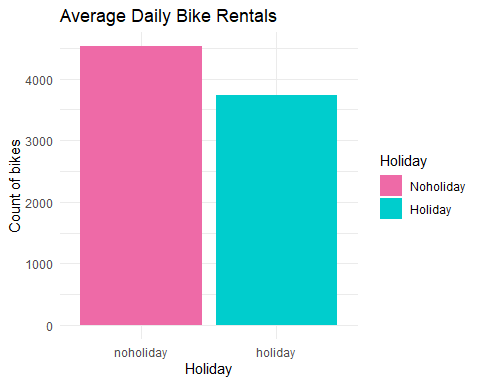 Average Daily Bike Rentals
Count of bikes
4000
3000
2000
1000
0
noholiday
holiday
Holiday
Holiday
Noholiday
Holiday